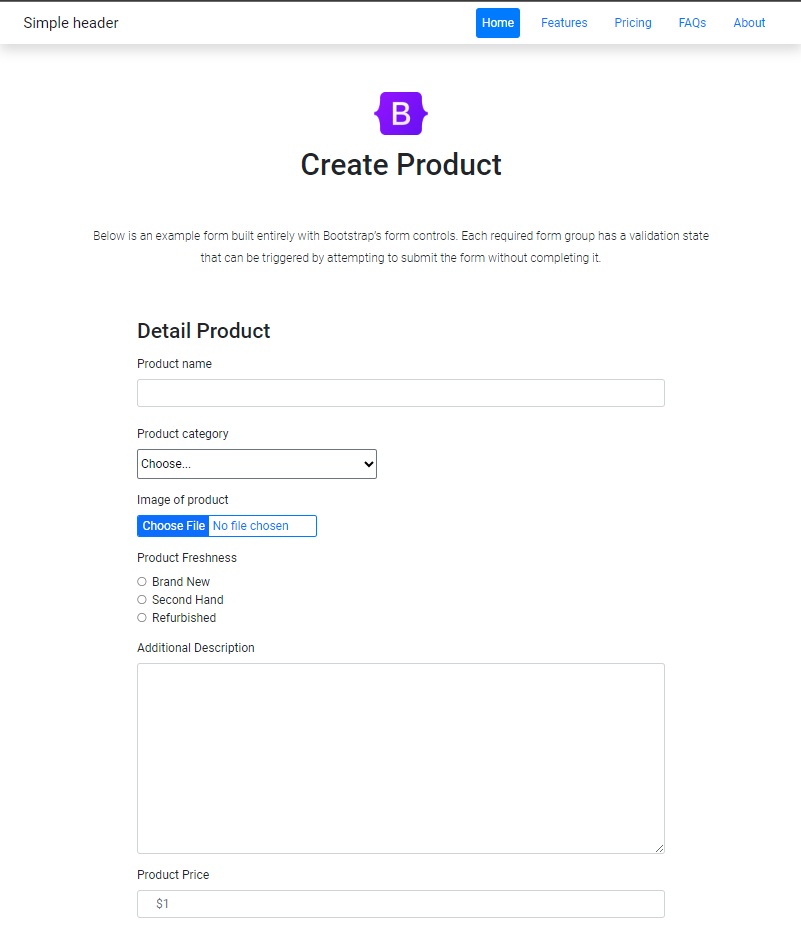 Simple header
Home
Features
Pricing
FAQs
About
B
Create Product
Below is an example form built entirely with Bootstrap's form controls. Each required form group has a validation state
that can be triggered by attempting to submit the form without completing it.
Detail Product
Product name
Product category
Choose...
Image of product
Choose File No file chosen
Product Freshness
Brand New
Second Hand
Refurbished
Additional Description
Product Price
$1